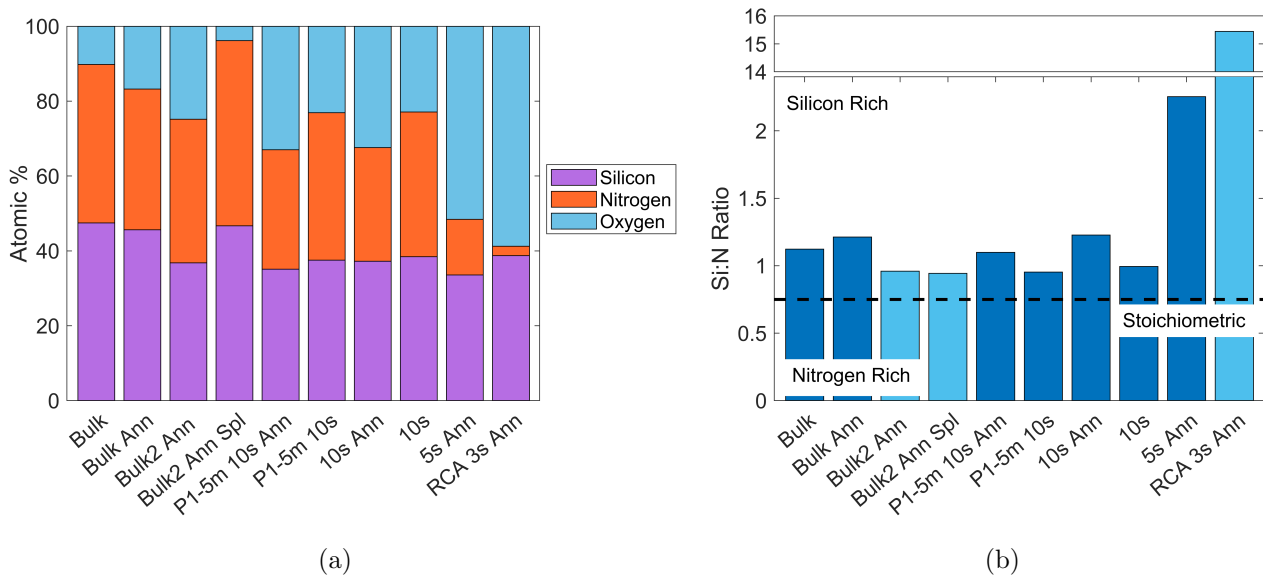 Atomic %
100
80
60
40
20
0
Bulk
Bulk Ann
Bulk2 Ann
Bulk2 Ann Spl
P1-5m 10s Ann
P1-5m 10s
10s Ann
10s
5s Ann
RCA 3s Ann
Silicon
Nitrogen
Oxygen
(a)
Si:N Ratio
16
15
14
2
1.5
1
0.5
0
Silicon Rich
Stoichiometric
Nitrogen Rich
Bulk
Bulk Ann
Bulk2 Ann
Bulk2 Ann Spl
P1-5m 10s Ann
P1-5m 10s
10s Ann
10s
5s Ann
RCA 3s Ann
(b)